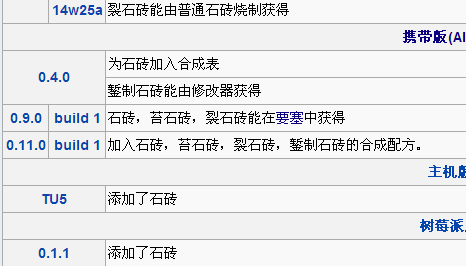 14w25a 裂石砖能由普通石砖烧制获得
携带版(Al
0.4.0 为石砖加入合成表
錾制石砖能由修改器获得
0.9.0 build 1 石砖，苔石砖，裂石砖能在要塞中获得
0.11.0 build 1 加入石砖，苔石砖，裂石砖，錾制石砖的合成配方。
主机版
TU5 添加了石砖
树莓派
0.1.1 添加了石砖